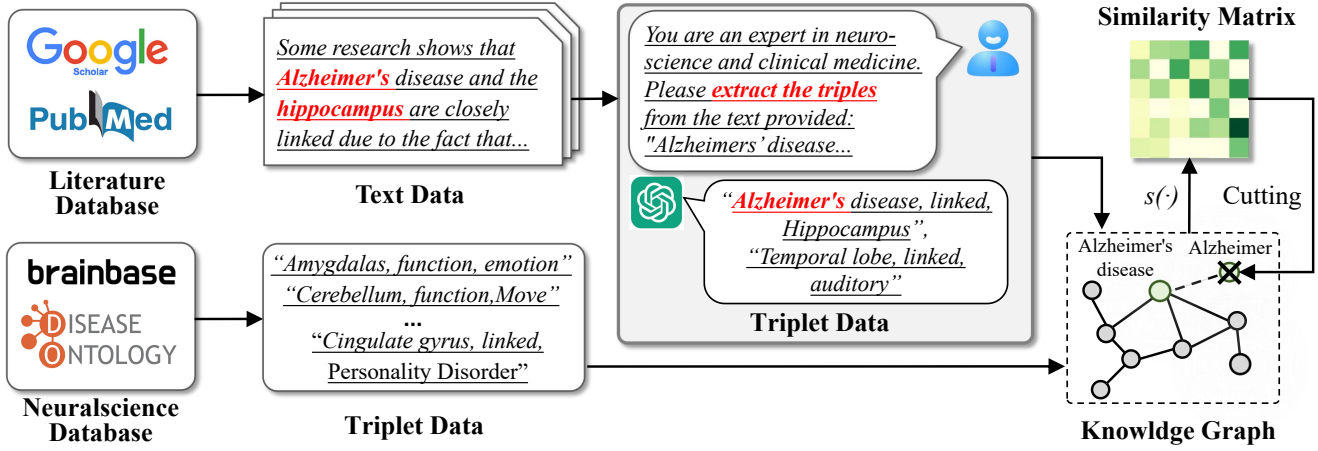 Google
Scholar
PubMed
Literature
Database
Some research shows that
Alzheimer's disease and the
hippocampus are closely
linked due to the fact that...
Text Data
You are an expert in neuro-
science and clinical medicine.
Please extract the triples
from the text provided:
"Alzheimers’ disease...
“Alzheimer's disease, linked,
Hippocampus”,
“Temporal lobe, linked,
auditory”
Triplet Data
Similarity Matrix
s(·)
Cutting
Alzheimer's
disease
Alzheimer
Knowldge Graph
brainbase
DISEASE
ONTOLOGY
Neuralscience
Database
“Amygdalas, function, emotion”
“Cerebellum, function,Move”
...
“Cingulate gyrus, linked,
Personality Disorder”
Triplet Data